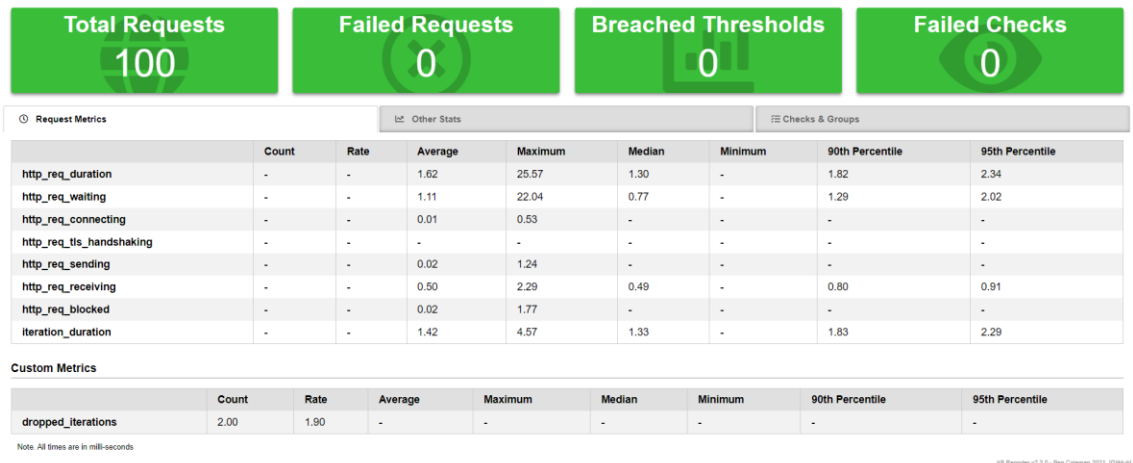 Total Requests Failed Requests Breached Thresholds Failed Checks
100 0 0 0
Request Metrics Other Stats Checks & Groups
Count Rate Average Maximum Median Minimum 90th Percentile 95th Percentile
http_req_duration - - 1.62 25.57 1.30 - 1.82 2.34
http_req_waiting - - 1.11 22.04 0.77 - 1.29 2.02
http_req_connecting - - 0.01 0.53 - - - -
http_req_tls_handshaking - - - - - - - -
http_req_sending - - 0.02 1.24 - - - -
http_req_receiving - - 0.50 2.29 0.49 - 0.80 0.91
http_req_blocked - - 0.02 1.77 - - - -
iteration_duration - - 1.42 4.57 1.33 - 1.83 2.29
Custom Metrics
Count Rate Average Maximum Median Minimum 90th Percentile 95th Percentile
dropped_iterations 2.00 1.90 - - - - - -
Note. All times are in milli-seconds